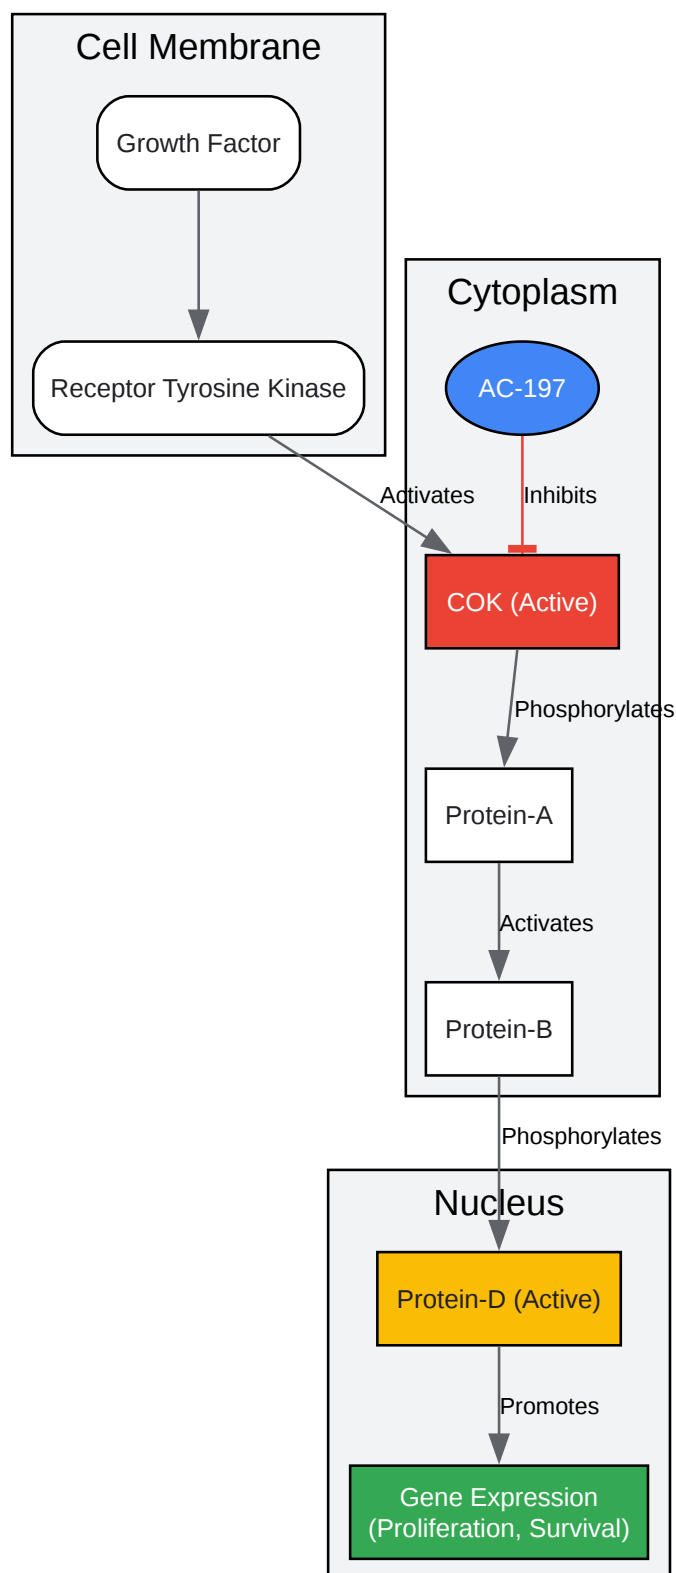 Cell Membrane
Growth Factor
Receptor Tyrosine Kinase
Cytoplasm
AC-197
Activates
Inhibits
COK (Active)
Phosphorylates
Protein-A
Activates
Protein-B
Phosphorylates
Nucleus
Protein-D (Active)
Promotes
Gene Expression
(Proliferation, Survival)